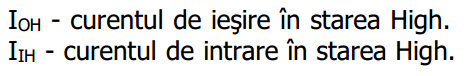 IOH - curentul de ieşire în starea High.
IIH - curentul de intrare în starea High.